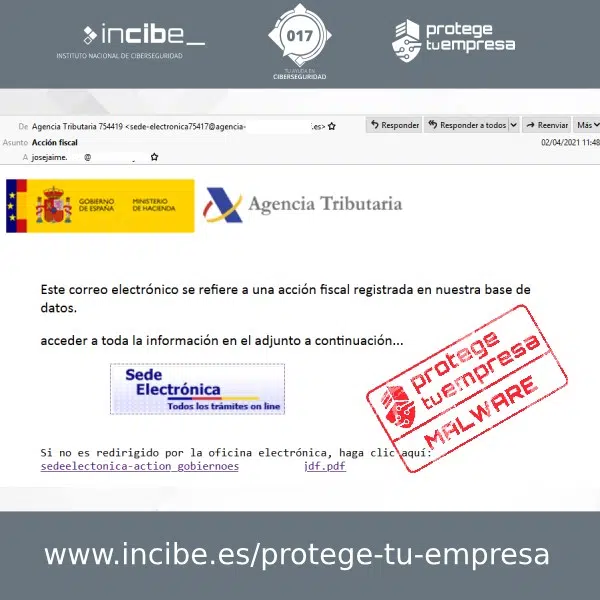 incibe_
INSTITUTO NACIONAL DE CIBERSEGURIDAD
017
TU AYUDA EN
CIBERSEGURIDAD
protege
tuempresa
De Agencia Tributaria 754419 <sede-electronica75417@agencia- .es>
Responder
Responder a todos
Reenviar
Más
Asunto Acción fiscal
02/04/2021 11:48
A josejaime. @
GOBIERNO
DE ESPAÑA
MINISTERIO
DE HACIENDA
Agencia Tributaria
Este correo electrónico se refiere a una acción fiscal registrada en nuestra base de
datos.
acceder a toda la información en el adjunto a continuación...
Sede
Electrónica
Todos los trámites on line
protege
tuempresa
MALWARE
Si no es redirigido por la oficina electrónica, haga clic aquí:
sedeelectonica-action gobiernoes jdf.pdf
www.incibe.es/protege-tu-empresa